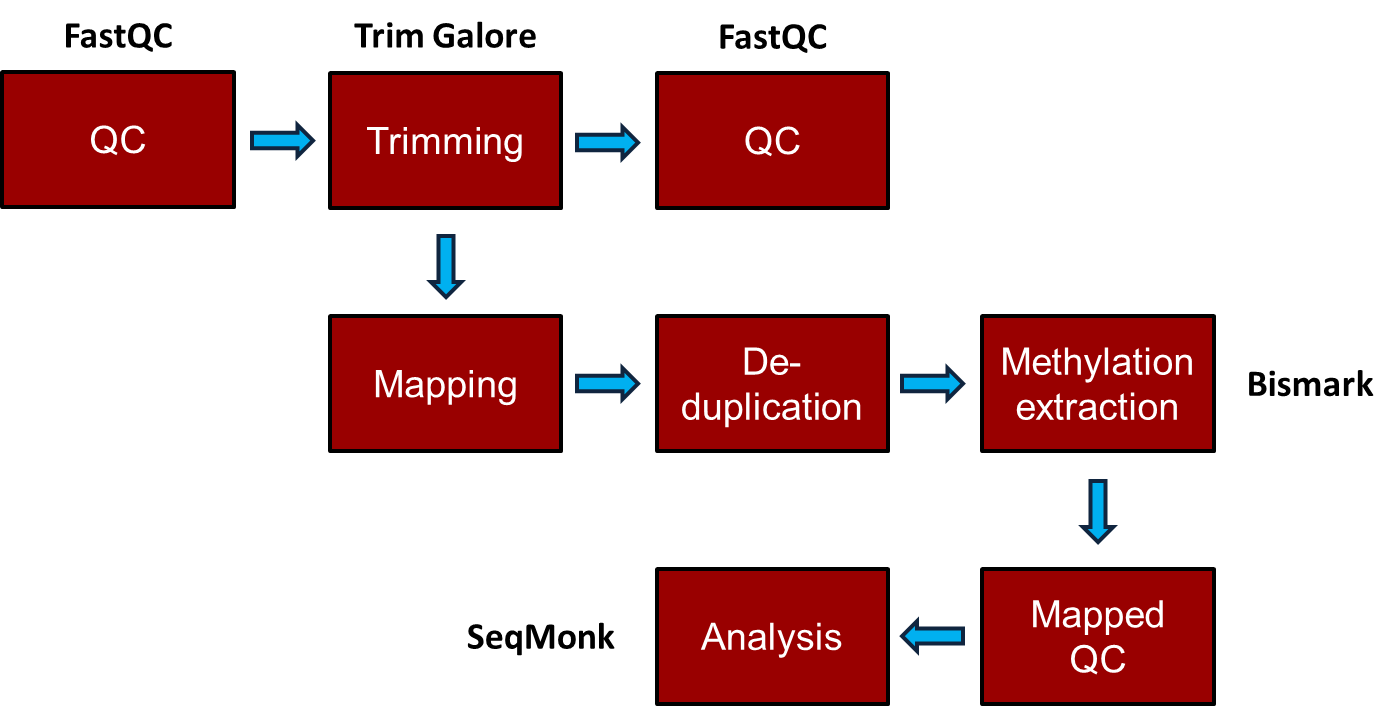 FastQC
Trim Galore
FastQC
QC
Trimming
QC
Mapping
De-
duplication
Methylation
extraction
Bismark
SeqMonk
Analysis
Mapped
QC